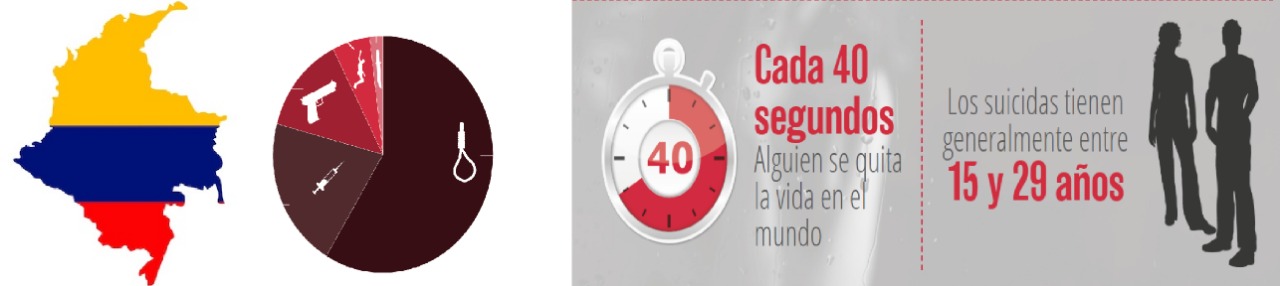 40
Cada 40
segundos
Alguien se quita
la vida en el
mundo
Los suicidas tienen
generalmente entre
15 y 29 años